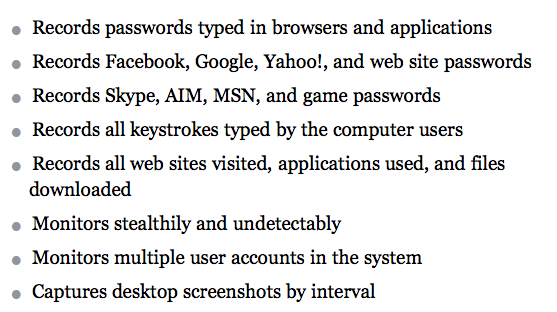 Records passwords typed in browsers and applications
Records Facebook, Google, Yahoo!, and web site passwords
Records Skype, AIM, MSN, and game passwords
Records all keystrokes typed by the computer users
Records all web sites visited, applications used, and files
downloaded
Monitors stealthily and undetectably
Monitors multiple user accounts in the system
Captures desktop screenshots by interval